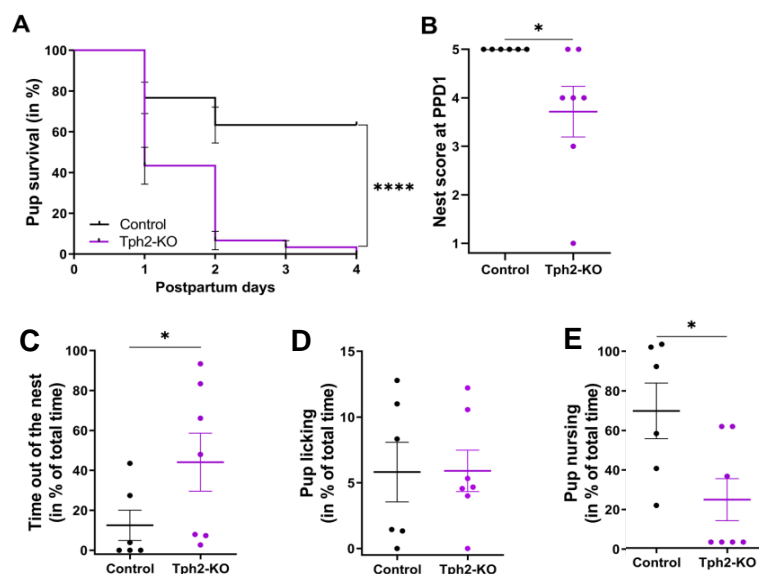 A
Pup survival (in %)
100
80
60
40
20
0
Control
Tph2-KO
****
0 1 2 3 4
Postpartum days
B
*
Nest score at PPD1
5
4
3
2
1
Control Tph2-KO
C
*
Time out of the nest
(in % of total time)
100
80
60
40
20
0
Control Tph2-KO
D
Pup licking
(in % of total time)
15
10
5
0
Control Tph2-KO
E
*
Pup nursing
(in % of total time)
100
80
60
40
20
0
Control Tph2-KO